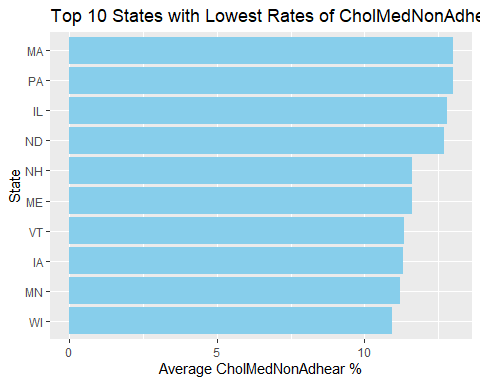 Top 10 States with Lowest Rates of CholMedNonAdhe
MA
PA
IL
ND
NH
ME
VT
IA
MN
WI
State
0 5 10
Average CholMedNonAdhear %